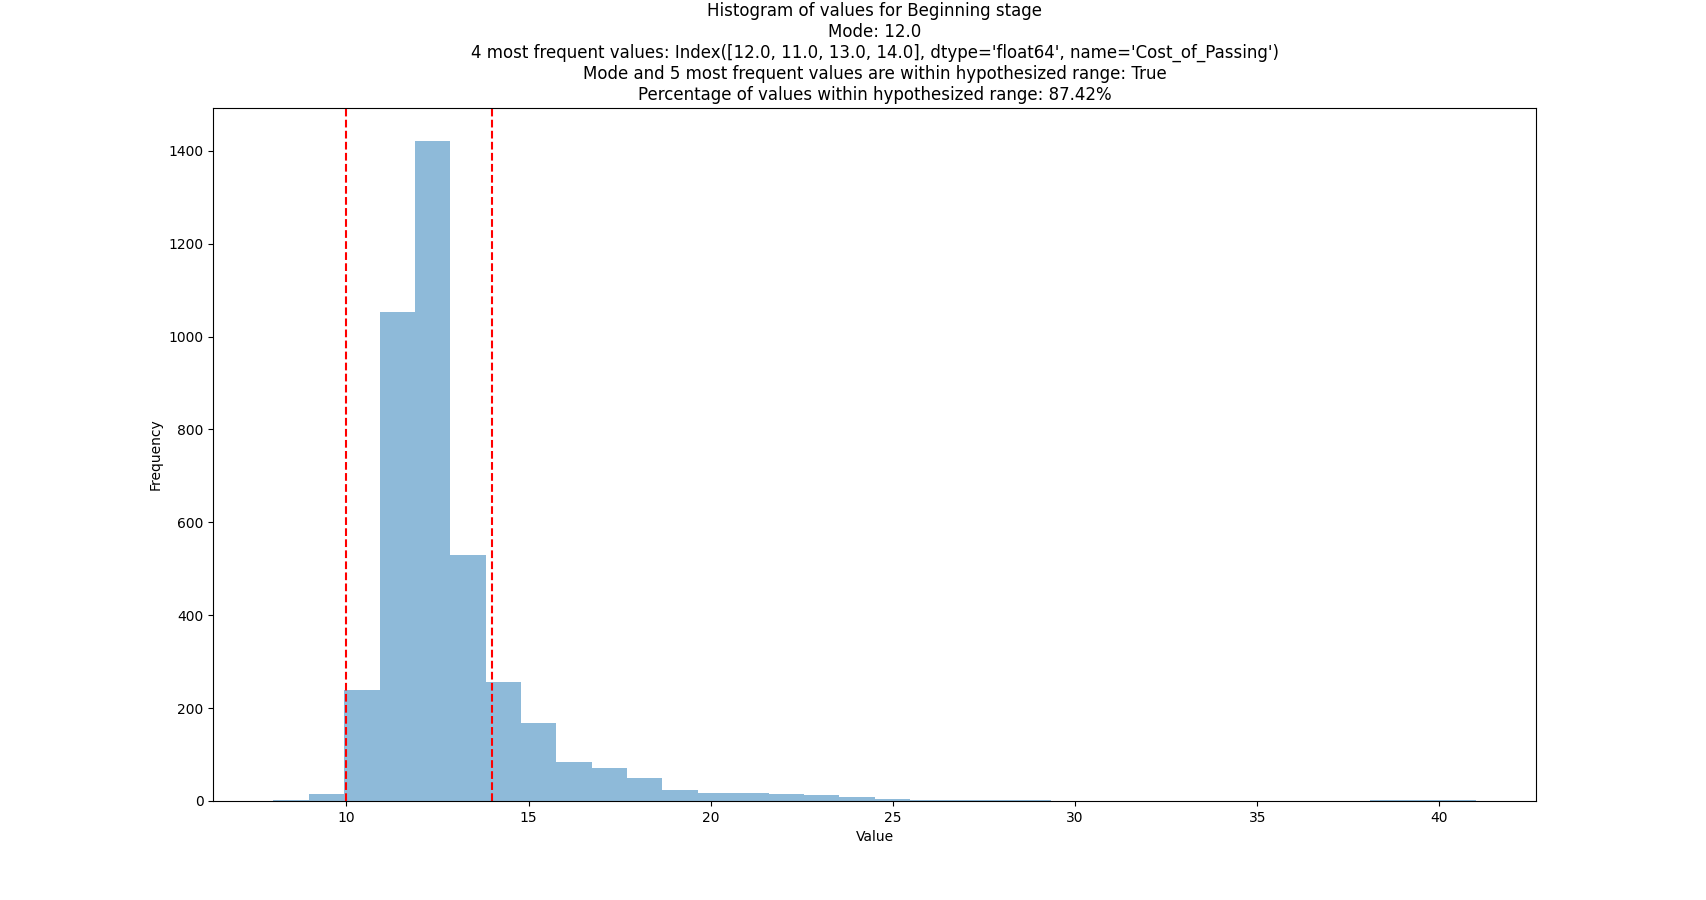 Histogram of values for Beginning stage
Mode: 12.0
4 most frequent values: Index([12.0, 11.0, 13.0, 14.0], dtype='float64', name='Cost_of_Passing')
Mode and 5 most frequent values are within hypothesized range: True
Percentage of values within hypothesized range: 87.42%
1400
1200
1000
800
600
400
200
0
Frequency
10 15 20 25 30 35 40
Value